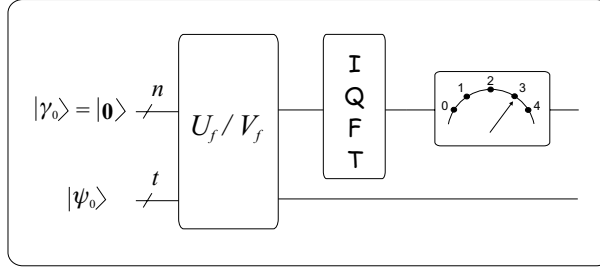 |γ₀⟩ = |0⟩
n
U_f / V_f
I
Q
F
T
0 1 2 3 4
t
|ψ₀⟩